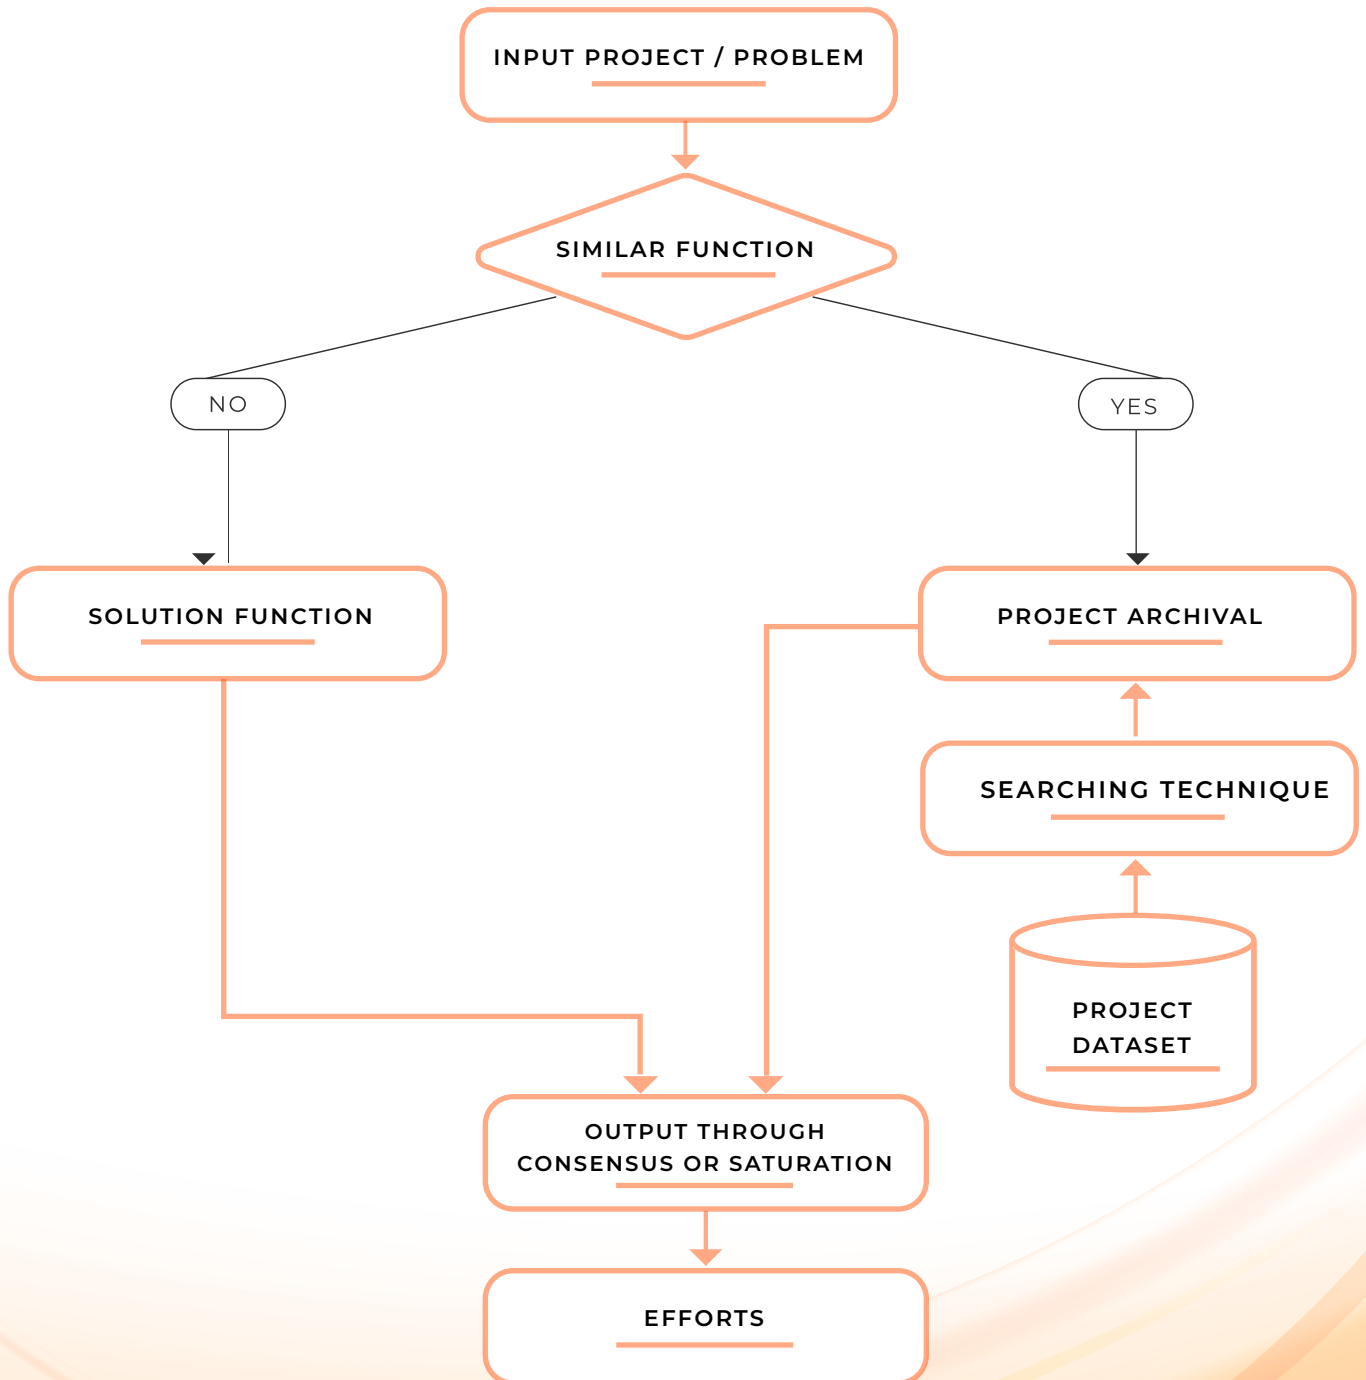 INPUT PROJECT / PROBLEM
SIMILAR FUNCTION
NO
YES
SOLUTION FUNCTION
PROJECT ARCHIVAL
SEARCHING TECHNIQUE
PROJECT
DATASET
OUTPUT THROUGH
CONSENSUS OR SATURATION
EFFORTS